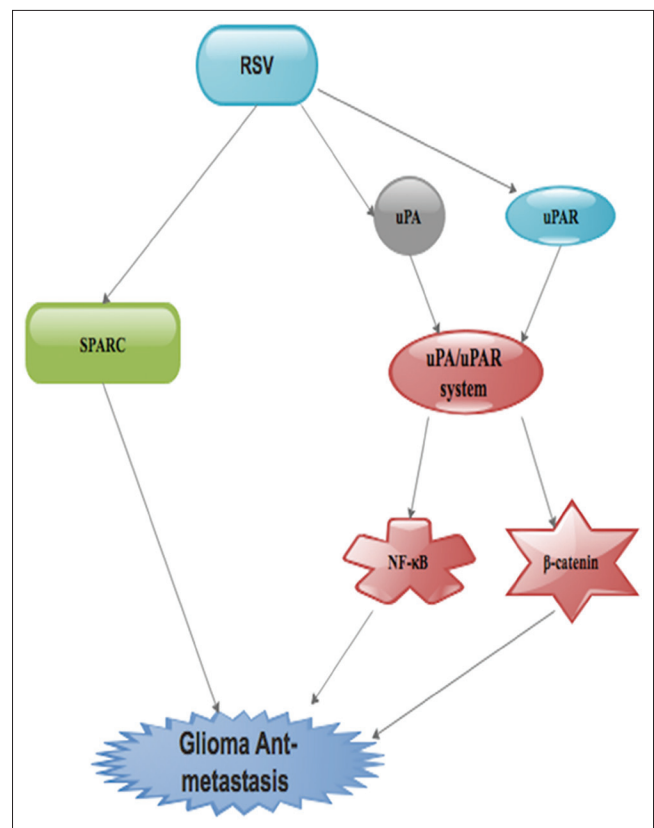 RSV
uPA
uPAR
SPARC
uPA/uPAR
system
NF-κB
β-catenin
Glioma Ant-
metastasis